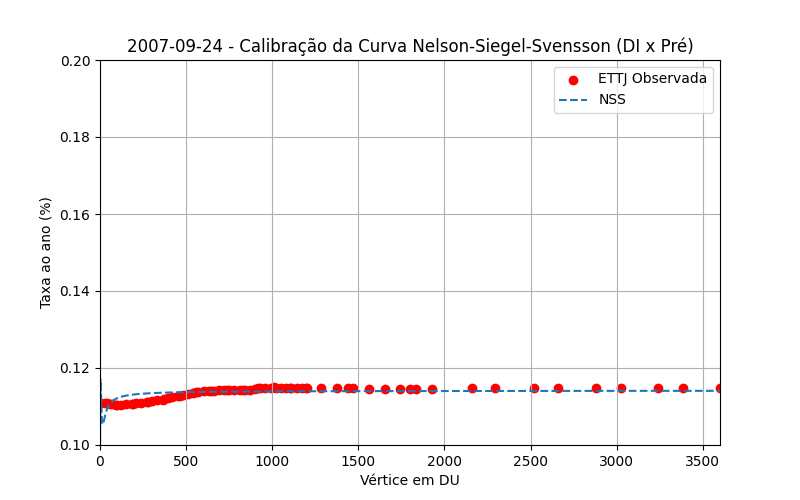 2007-09-24 - Calibração da Curva Nelson-Siegel-Svensson (DI x Pré)
ETTJ Observada
NSS
Taxa ao ano (%)
0.20
0.18
0.16
0.14
0.12
0.10
0 500 1000 1500 2000 2500 3000 3500
Vértice em DU